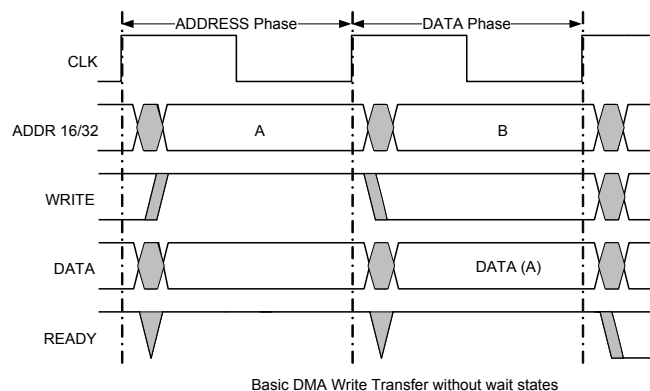 ADDRESS Phase DATA Phase
CLK
ADDR 16/32 A B
WRITE
DATA DATA (A)
READY
Basic DMA Write Transfer without wait states